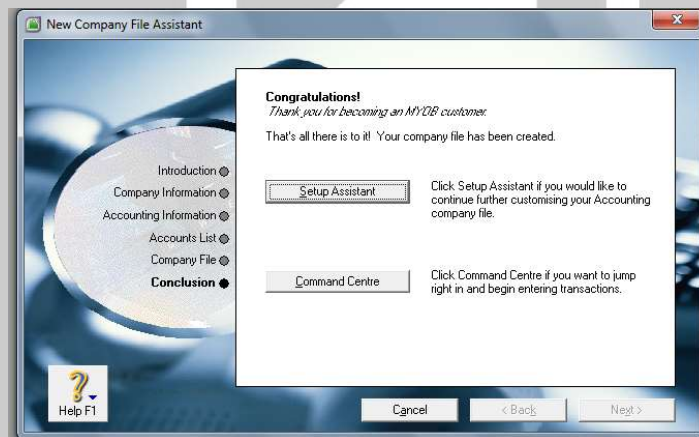 New Company File Assistant
Congratulations!
Thank you for becoming an MYOB customer.
That's all there is to it! Your company file has been created.
Introduction
Company Information
Accounting Information
Accounts List
Company File
Conclusion
Setup Assistant
Click Setup Assistant if you would like to
continue further customising your Accounting
company file.
Command Centre
Click Command Centre if you want to jump
right in and begin entering transactions.
Help F1
Cancel
< Back
Next >